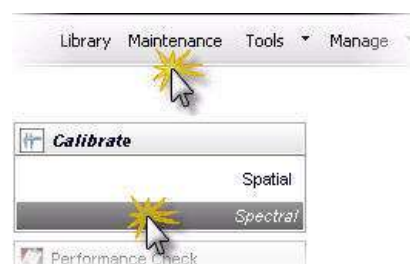 Library Maintenance Tools Manage
Calibrate
Spatial
Spectral
Performance Check